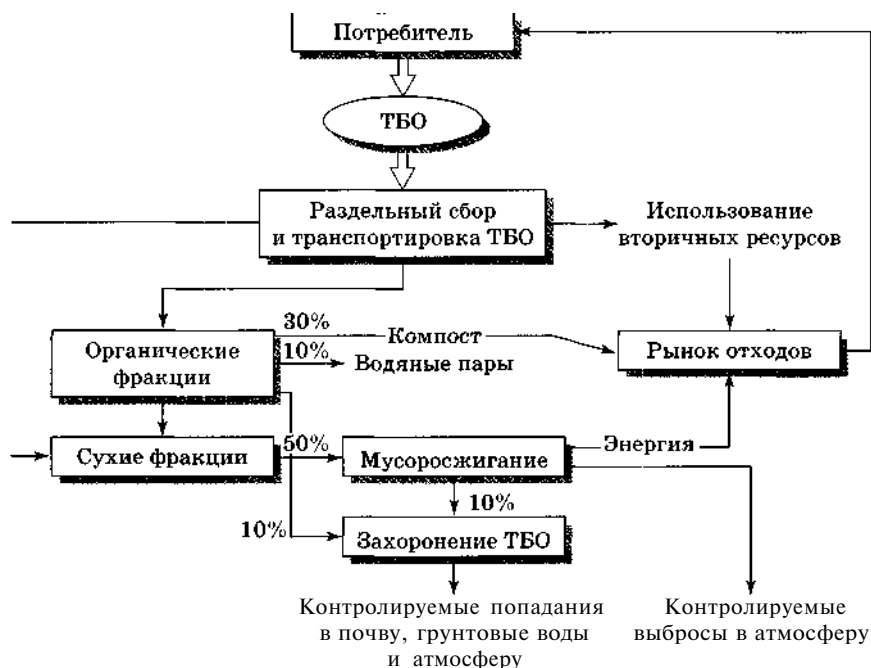 Потребитель
ТБО
Раздельный сбор
и транспортировка ТБО
Использование
вторичных ресурсов
30%
Компост
10%
Водяные пары
Органические
фракции
Рынок отходов
Сухие фракции
50%
Мусоросжигание
Энергия
10%
10%
Захоронение ТБО
Контролируемые попадания
в почву, грунтовые воды
и атмосферу
Контролируемые
выбросы в атмосферу